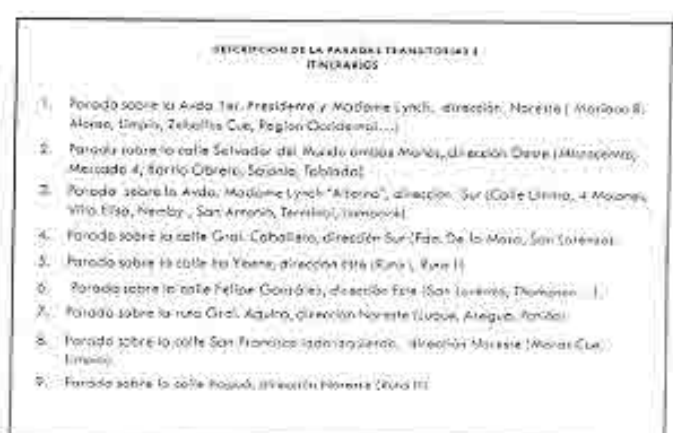 DESCRIPCION DE LA PARADAS TRANSITORIAS E
ITINERARIOS
1. Parada sobre la Avda 1er. Presidente y Madame Lynch, dirección Noreste ( Mariano R.
Alonso, Limpio, Zeballos Cue, Region Occidental....)
2. Parada sobre la calle Salvador del Mundo ambas Manos, dirección Oeste (Microcentro,
Mercado 4, Barrio Obrero, Sajonia, Tablada)
3. Parada sobre la Avda. Madame Lynch "Alterna", dirección Sur (Calle Ultima, 4 Mojones,
Villa Elisa, Nemby, San Antonio, Terminal, Lambaré)
4. Parada sobre la calle Gral. Caballero, dirección Sur (Fdo. De la Mora, San Lorenzo)
5. Parada sobre la calle Ita Ybate, dirección Este (Ruta I, Ruta II)
6. Parada sobre la calle Felipe González, dirección Este (San Lorenzo, Thompson ...).
7. Parada sobre la ruta Gral. Aquino, dirección Noreste (Luque, Aregua, Patiño)
8. Parada sobre la calle San Francisco lado izquierdo, dirección Noreste (Moras Cue,
Limpio)
9. Parada sobre la calle dirección Noreste (Ruta III)